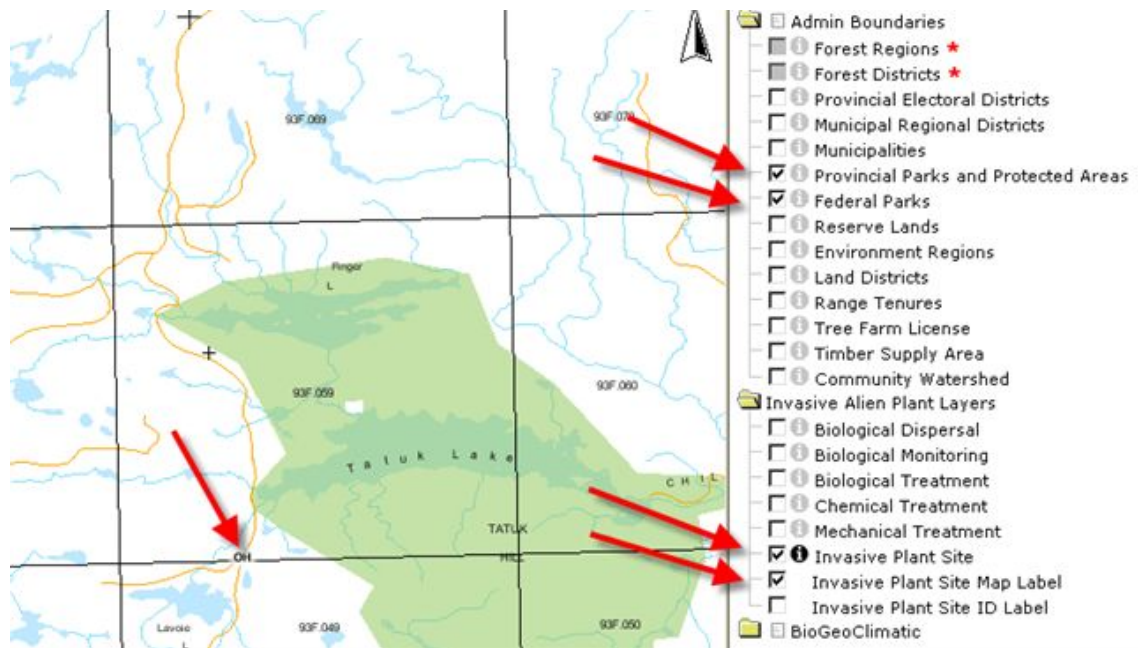 93F.069
93F.070
Finger
L
93F.059
93F.060
Tatuk Lake
CHIL
TATUK
HILL
OH
Lavoie
L
93F.049
93F.050
Admin Boundaries
Forest Regions *
Forest Districts *
Provincial Electoral Districts
Municipal Regional Districts
Municipalities
Provincial Parks and Protected Areas
Federal Parks
Reserve Lands
Environment Regions
Land Districts
Range Tenures
Tree Farm License
Timber Supply Area
Community Watershed
Invasive Alien Plant Layers
Biological Dispersal
Biological Monitoring
Biological Treatment
Chemical Treatment
Mechanical Treatment
Invasive Plant Site
Invasive Plant Site Map Label
Invasive Plant Site ID Label
BioGeoClimatic